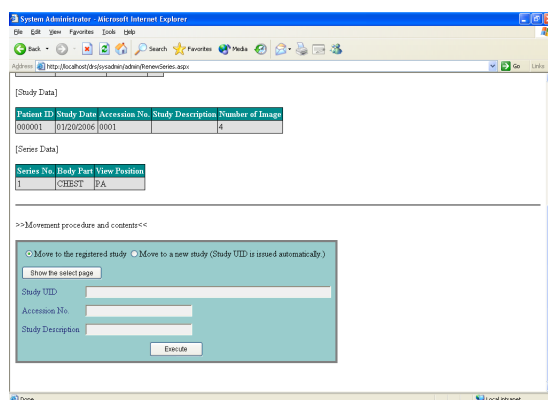 System Administrator - Microsoft Internet Explorer
File Edit View Favorites Tools Help
Back Search Favorites Media
Address http://localhost/drs/sysadmin/admin/RenewSeries.aspx Go Links
[Study Data]
Patient ID Study Date Accession No. Study Description Number of Image
000001 01/20/2006 0001 4
[Series Data]
Series No. Body Part View Position
1 CHEST PA
>>Movement procedure and contents<<
Move to the registered study Move to a new study (Study UID is issued automatically.)
Show the select page
Study UID
Accession No.
Study Description
Execute
Done Local intranet